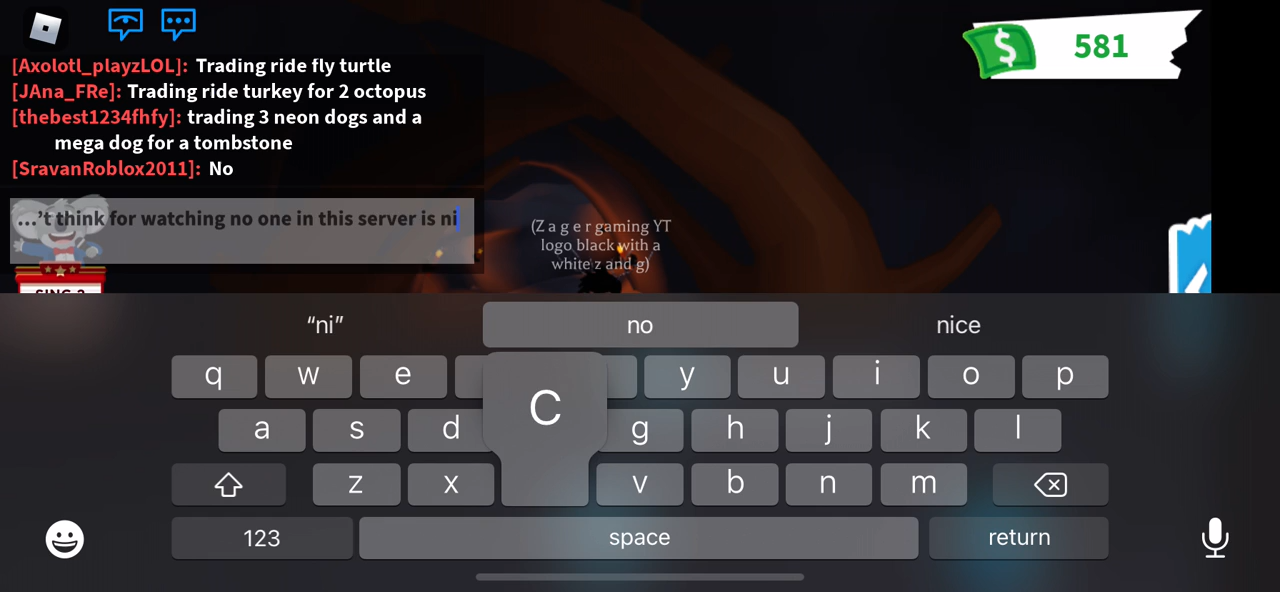 [Axolotl_playzLOL]: Trading ride fly turtle
[JAna_FRe]: Trading ride turkey for 2 octopus
[thebest1234fhfy]: trading 3 neon dogs and a
mega dog for a tombstone
[SravanRoblox2011]: No
...'t think for watching no one in this server is ni
581
(Z a g e r gaming YT
logo black with a
white z and g)
“ni”
no
nice
q w e y u i o p
a s d g h j k l
C
z x v b n m
123
space
return